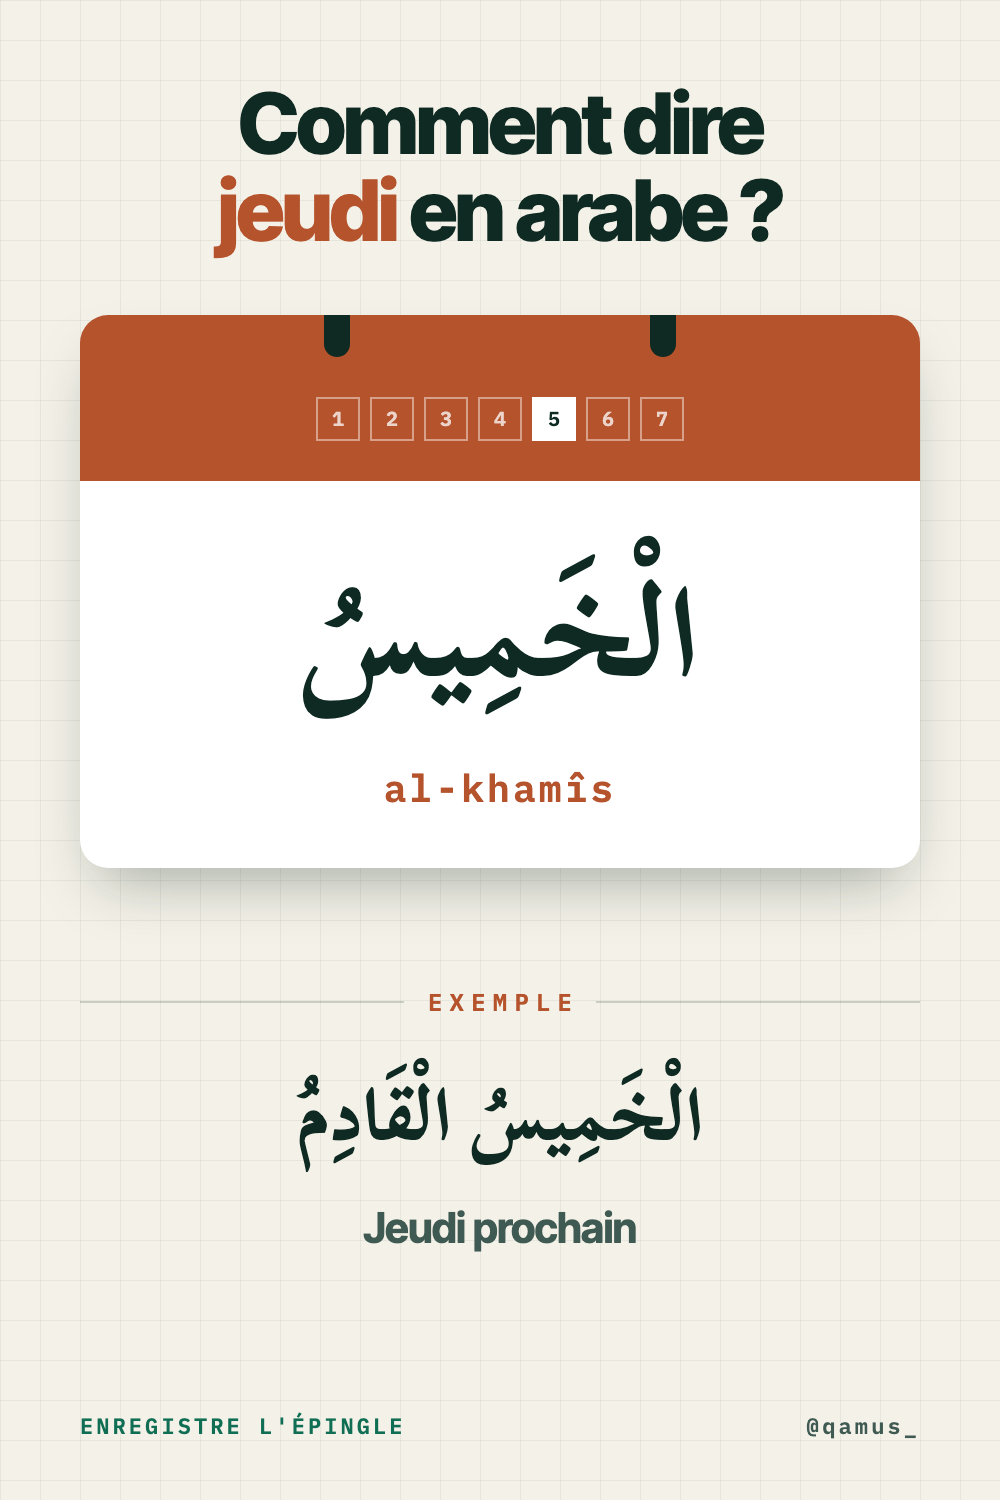 Comment dire
jeudi en arabe ?
1 2 3 4 5 6 7
الْخَمِيسُ
al-khamîs
EXEMPLE
الْخَمِيسُ الْقَادِمُ
Jeudi prochain
ENREGISTRE L'ÉPINGLE
@qamus_